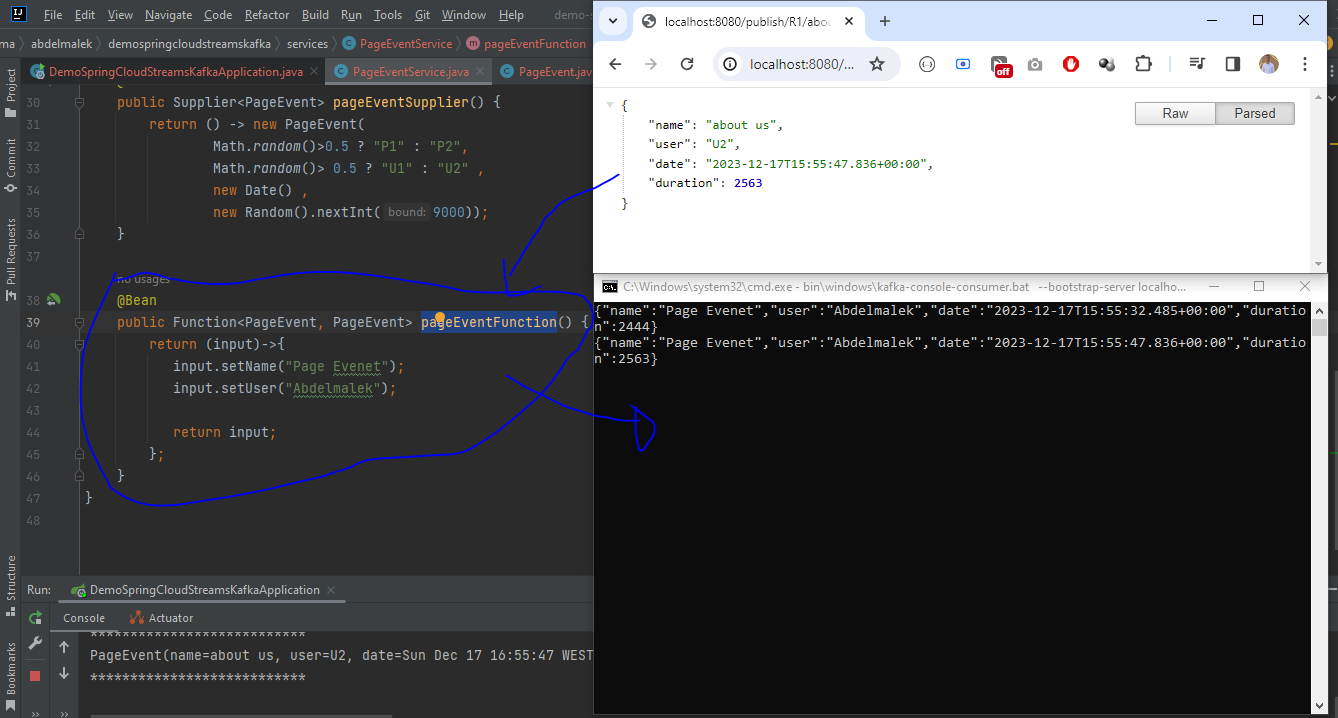 File Edit View Navigate Code Refactor Build Run Tools Git Window Help demo-s
ma abdelmalek demospringcloudstreamskafka services PageEventService pageEventFunction
DemoSpringCloudStreamsKafkaApplication.java PageEventService.java PageEvent.jav
Project
Commit
Pull Requests
Structure
Bookmarks
30 public Supplier<PageEvent> pageEventSupplier() {
31 return () -> new PageEvent(
32 Math.random()>0.5 ? "P1" : "P2",
33 Math.random()> 0.5 ? "U1" : "U2" ,
34 new Date() ,
35 new Random().nextInt( bound: 9000));
36 }
37
no usages
38 @Bean
39 public Function<PageEvent, PageEvent> pageEventFunction() {
40 return (input)->{
41 input.setName("Page Evenet");
42 input.setUser("Abdelmalek");
43
44 return input;
45 };
46 }
47 }
48
Run: DemoSpringCloudStreamsKafkaApplication
Console Actuator
***************************
PageEvent(name=about us, user=U2, date=Sun Dec 17 16:55:47 WEST
***************************
localhost:8080/publish/R1/abou
localhost:8080/...
off
Raw Parsed
{
"name": "about us",
"user": "U2",
"date": "2023-12-17T15:55:47.836+00:00",
"duration": 2563
}
C:\Windows\system32\cmd.exe - bin\windows\kafka-console-consumer.bat --bootstrap-server localho...
{"name":"Page Evenet","user":"Abdelmalek","date":"2023-12-17T15:55:32.485+00:00","duratio
n":2444}
{"name":"Page Evenet","user":"Abdelmalek","date":"2023-12-17T15:55:47.836+00:00","duratio
n":2563}